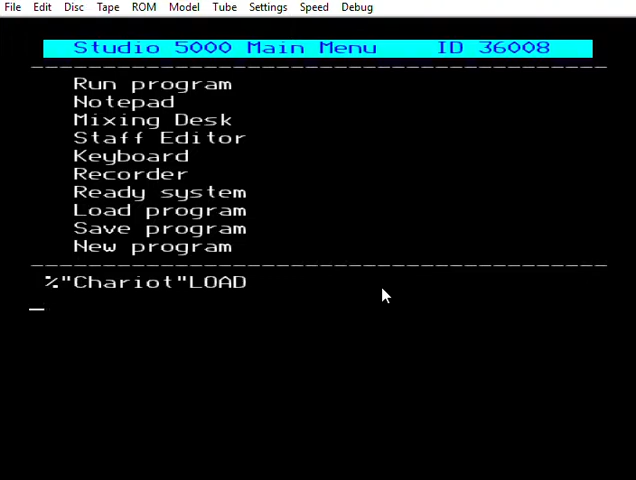 File Edit Disc Tape ROM Model Tube Settings Speed Debug
Studio 5000 Main Menu ID 36008
Run program
Notepad
Mixing Desk
Staff Editor
Keyboard
Recorder
Ready system
Load program
Save program
New program
%"Chariot"LOAD